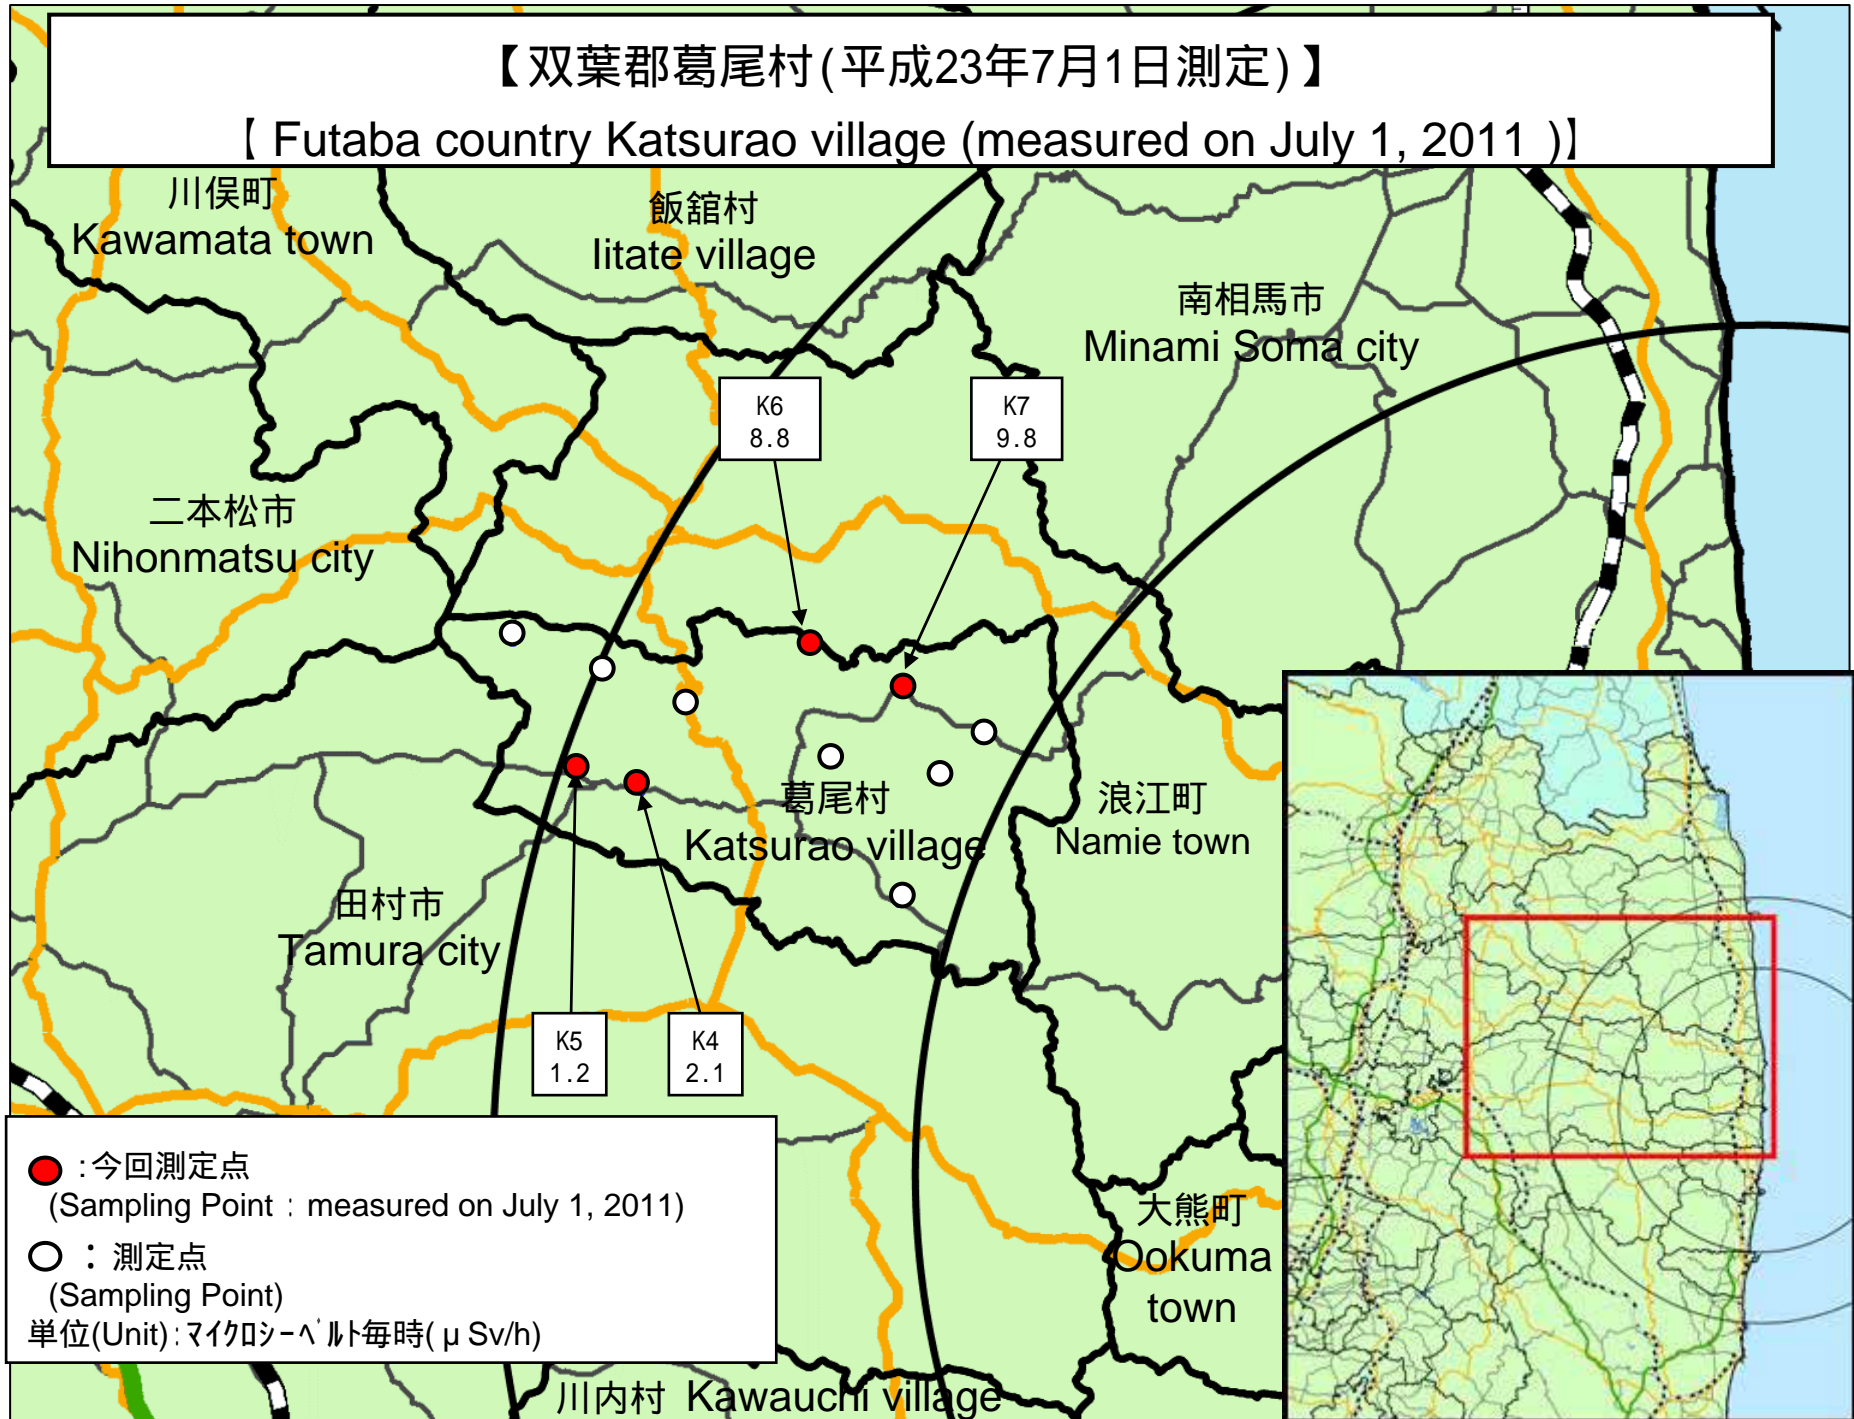 【双葉郡葛尾村(平成23年7月1日測定)】
【 Futaba country Katsurao village (measured on July 1, 2011 )】
川俣町
Kawamata town
飯舘村
Iitate village
南相馬市
Minami Soma city
K6
8.8
K7
9.8
二本松市
Nihonmatsu city
葛尾村
Katsurao village
浪江町
Namie town
田村市
Tamura city
K5
1.2
K4
2.1
:今回測定点
(Sampling Point : measured on July 1, 2011)
: 測定点
(Sampling Point)
単位(Unit):マイクロシーベルト毎時( μ Sv/h)
大熊町
Ookuma
town
川内村 Kawauchi village